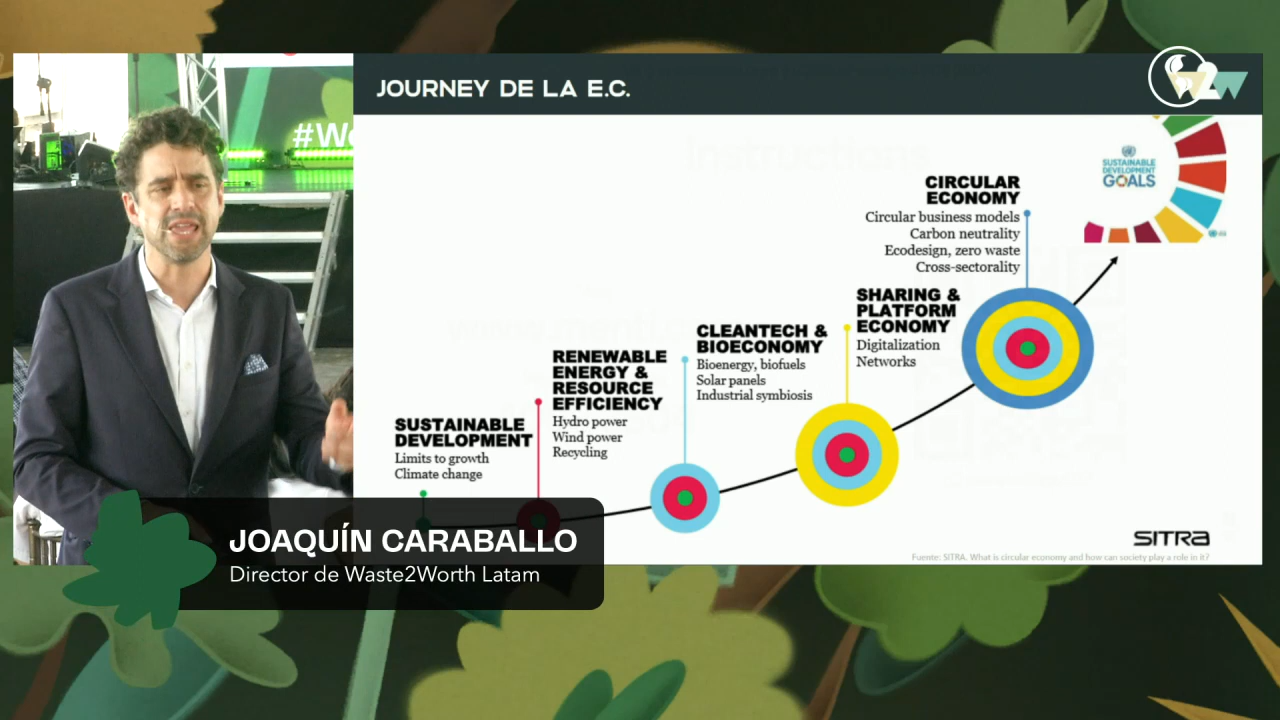 JOURNEY DE LA E.C.
W2W
#We
SUSTAINABLE
DEVELOPMENT
GOALS
CIRCULAR
ECONOMY
Circular business models
Carbon neutrality
Ecodesign, zero waste
Cross-sectorality
SHARING &
PLATFORM
ECONOMY
Digitalization
Networks
CLEANTECH &
BIOECONOMY
Bioenergy, biofuels
Solar panels
Industrial symbiosis
RENEWABLE
ENERGY &
RESOURCE
EFFICIENCY
Hydro power
Wind power
Recycling
SUSTAINABLE
DEVELOPMENT
Limits to growth
Climate change
SITRA
Fuente: SITRA. What is circular economy and how can society play a role in it?
JOAQUÍN CARABALLO
Director de Waste2Worth Latam